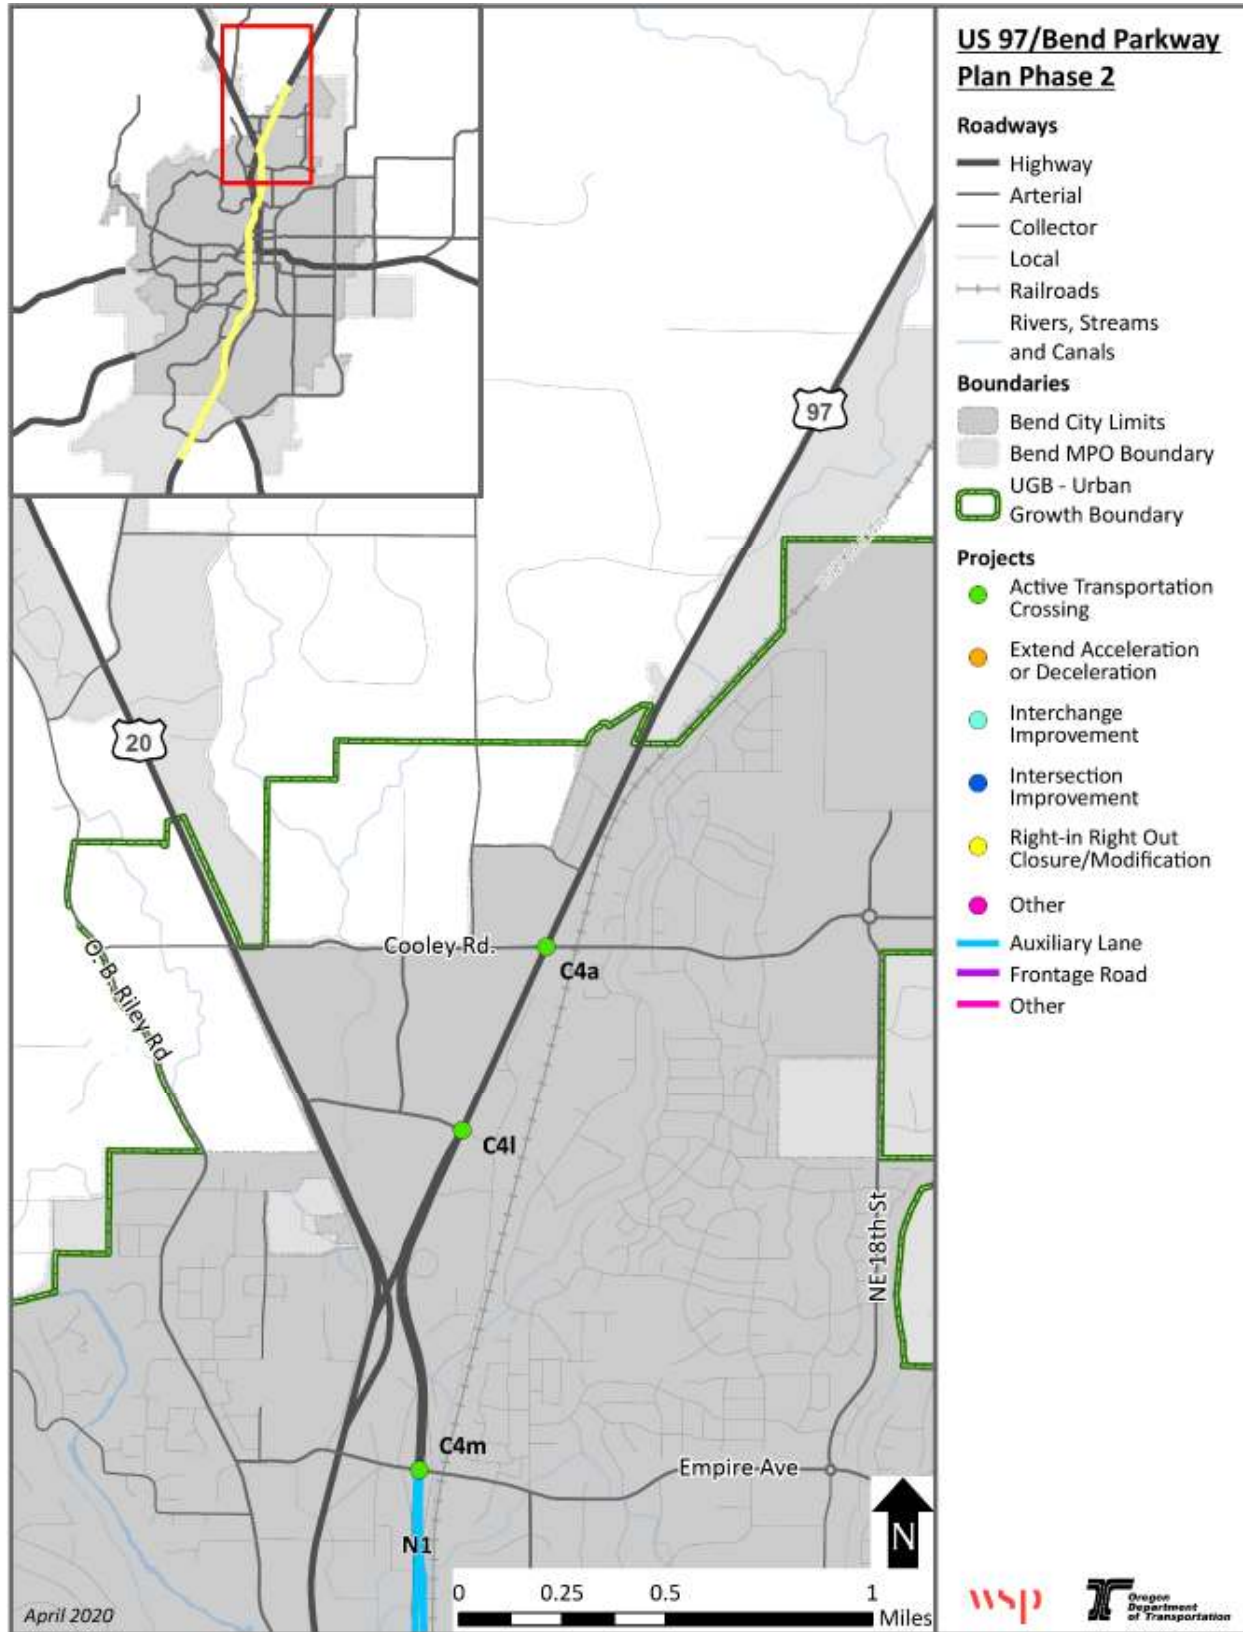 US 97/Bend Parkway
Plan Phase 2
Roadways
Highway
Arterial
Collector
Local
Railroads
Rivers, Streams
and Canals
Boundaries
Bend City Limits
Bend MPO Boundary
UGB - Urban
Growth Boundary
Projects
Active Transportation
Crossing
Extend Acceleration
or Deceleration
Interchange
Improvement
Intersection
Improvement
Right-in Right Out
Closure/Modification
Other
Auxiliary Lane
Frontage Road
Other
97
20
Cooley Rd.
C4a
O. B. Riley Rd
C4l
NE 18th St
C4m
Empire Ave
N1
N
0 0.25 0.5 1
Miles
April 2020
wsp
Oregon
Department
of Transportation